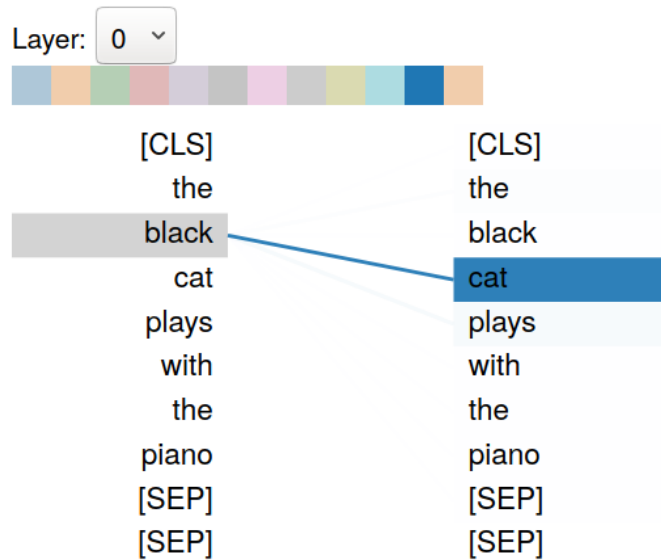 Layer: 0
[CLS] [CLS]
the the
black black
cat cat
plays plays
with with
the the
piano piano
[SEP] [SEP]
[SEP] [SEP]